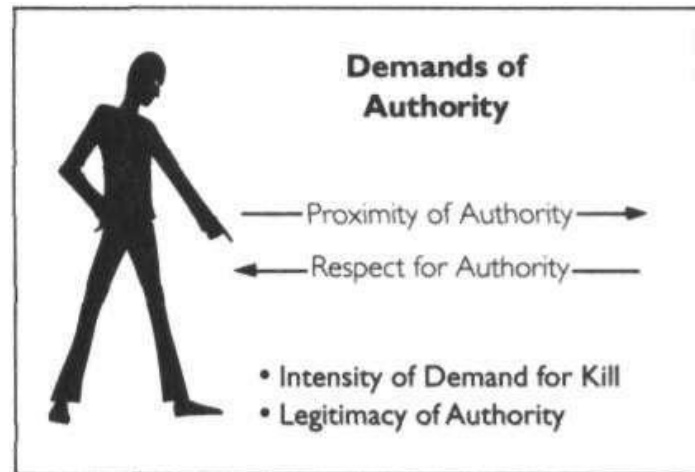 Demands of
Authority
Proximity of Authority
Respect for Authority
• Intensity of Demand for Kill
• Legitimacy of Authority